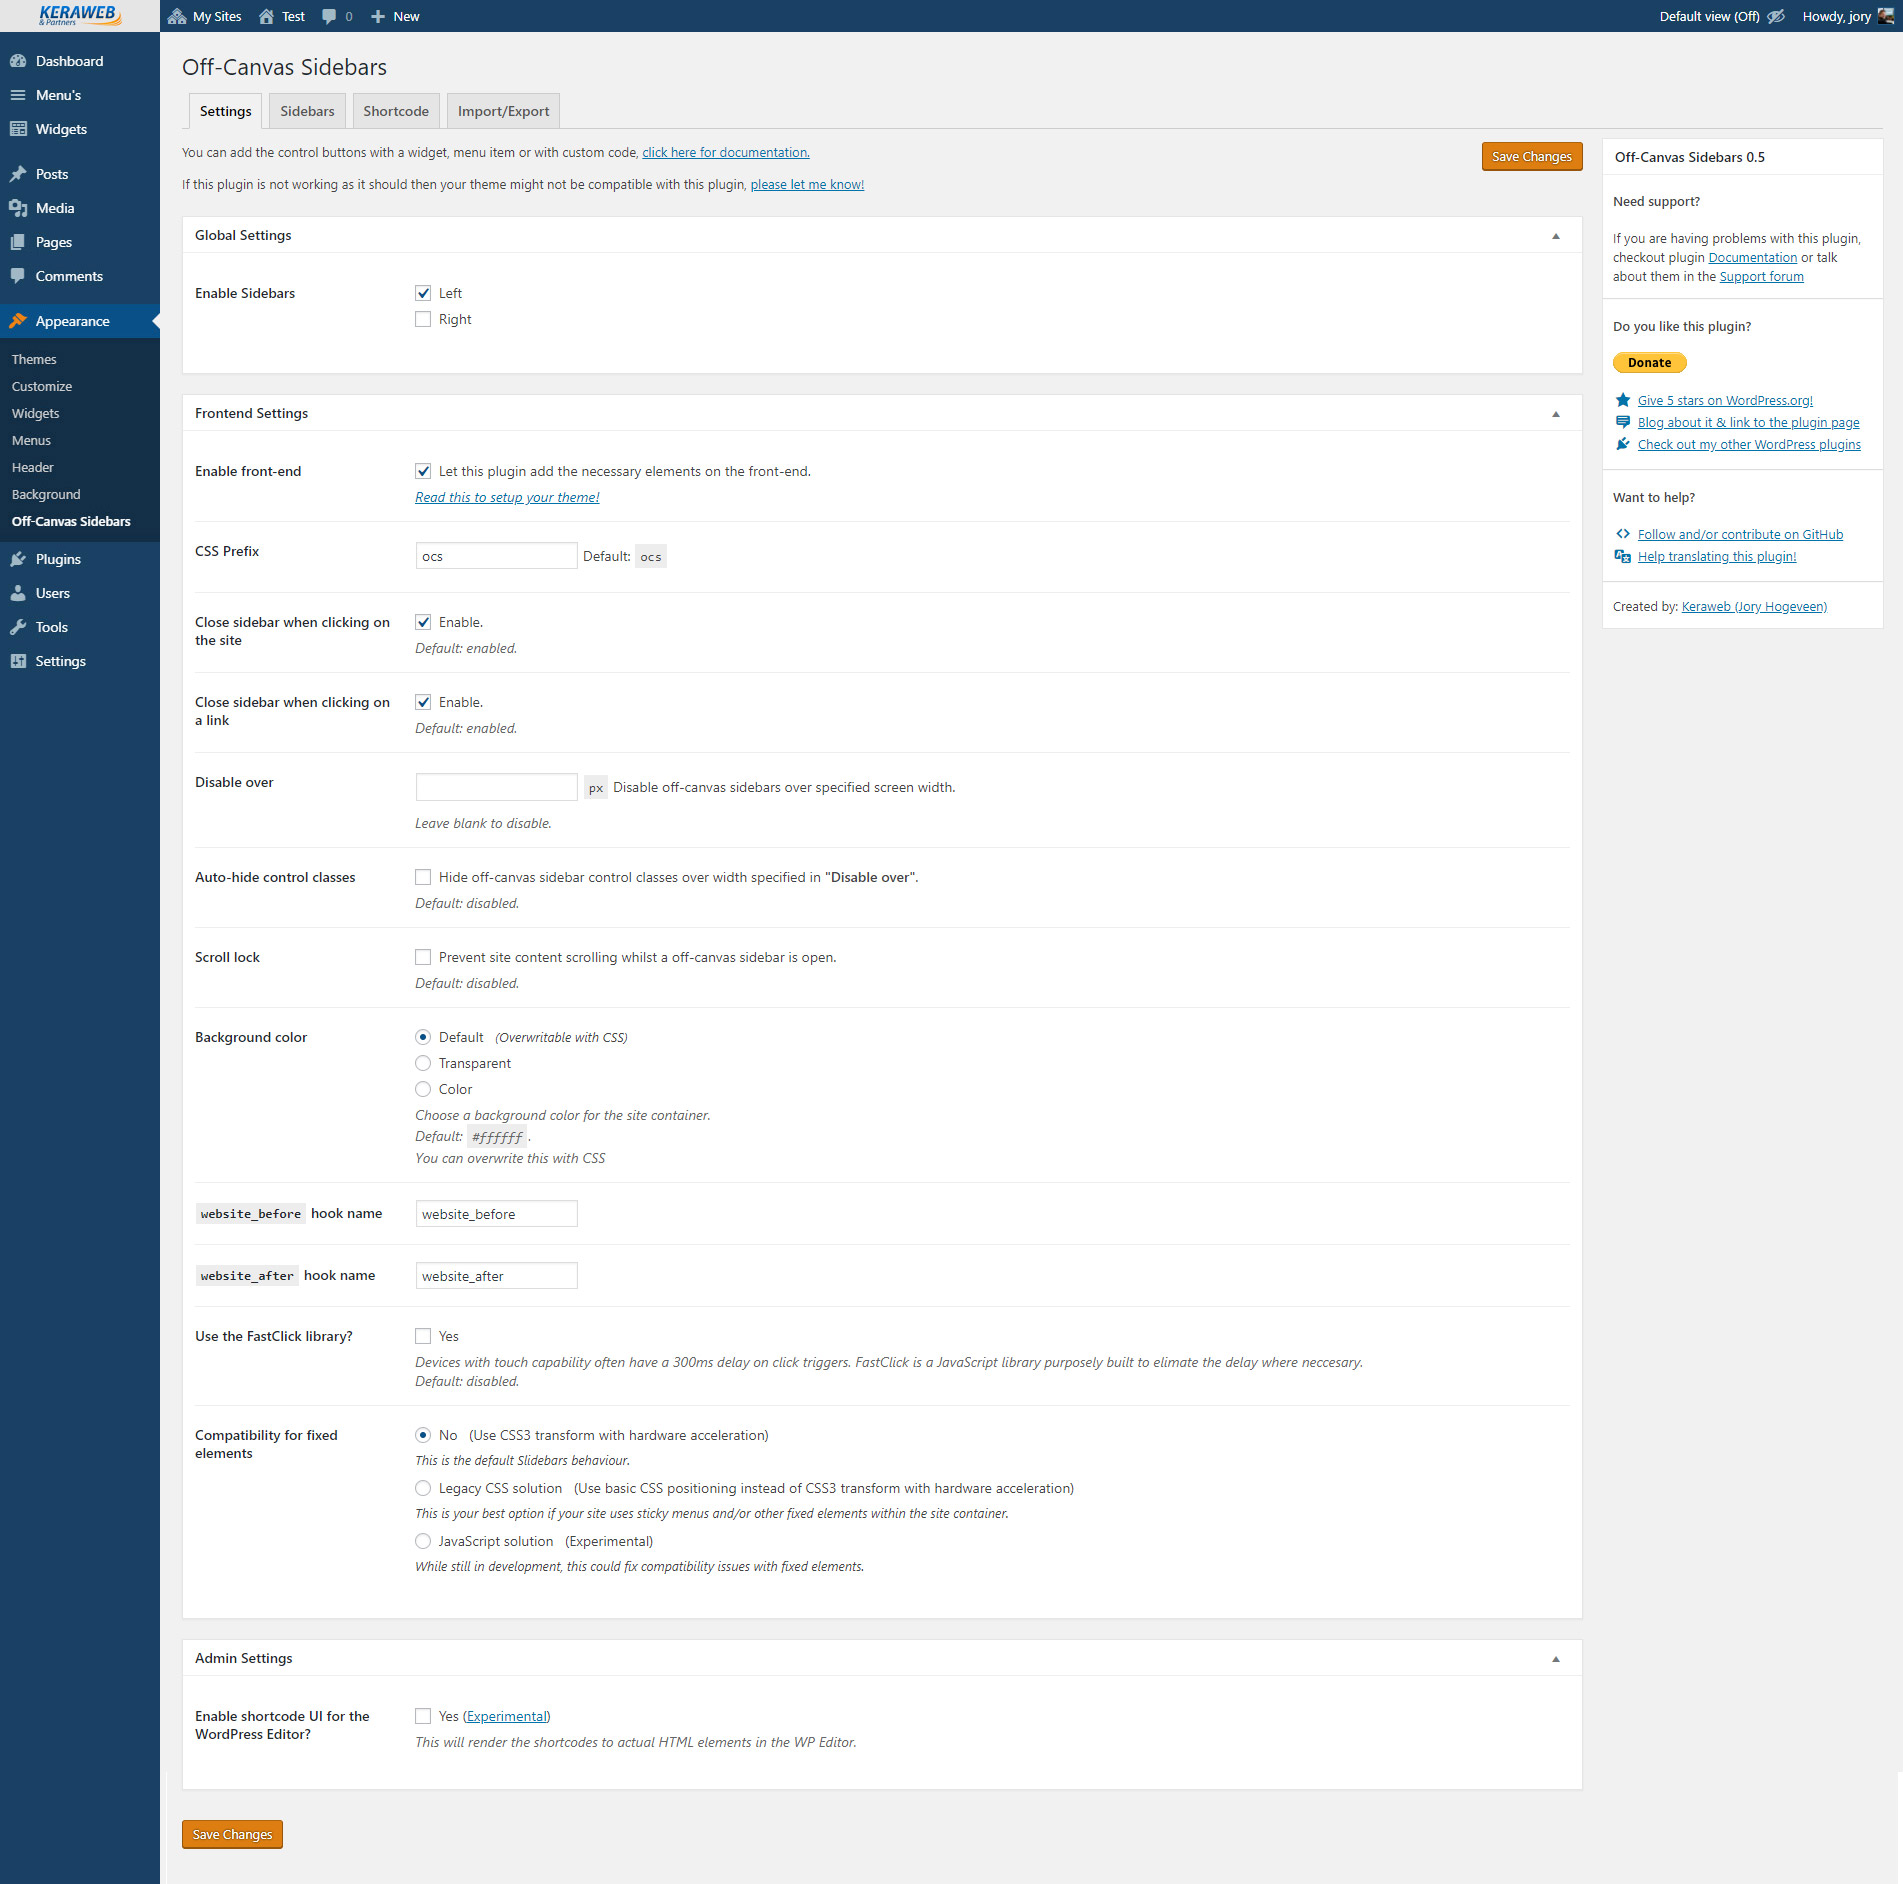 KERAWEB
& Partners
My Sites
Test
0
New
Default view (Off)
Howdy, jory
Dashboard
Menu's
Widgets
Posts
Media
Pages
Comments
Appearance
Themes
Customize
Widgets
Menus
Header
Background
Off-Canvas Sidebars
Plugins
Users
Tools
Settings
Off-Canvas Sidebars
Settings
Sidebars
Shortcode
Import/Export
You can add the control buttons with a widget, menu item or with custom code, click here for documentation.
If this plugin is not working as it should then your theme might not be compatible with this plugin, please let me know!
Save Changes
Global Settings
Enable Sidebars
Left
Right
Frontend Settings
Enable front-end
Let this plugin add the necessary elements on the front-end.
Read this to setup your theme!
CSS Prefix
ocs
Default: ocs
Close sidebar when clicking on
the site
Enable.
Default: enabled.
Close sidebar when clicking on
a link
Enable.
Default: enabled.
Disable over
px Disable off-canvas sidebars over specified screen width.
Leave blank to disable.
Auto-hide control classes
Hide off-canvas sidebar control classes over width specified in "Disable over".
Default: disabled.
Scroll lock
Prevent site content scrolling whilst a off-canvas sidebar is open.
Default: disabled.
Background color
Default (Overwritable with CSS)
Transparent
Color
Choose a background color for the site container.
Default: #ffffff .
You can overwrite this with CSS
website_before hook name
website_before
website_after hook name
website_after
Use the FastClick library?
Yes
Devices with touch capability often have a 300ms delay on click triggers. FastClick is a JavaScript library purposely built to elimate the delay where neccesary.
Default: disabled.
Compatibility for fixed
elements
No (Use CSS3 transform with hardware acceleration)
This is the default Slidebars behaviour.
Legacy CSS solution (Use basic CSS positioning instead of CSS3 transform with hardware acceleration)
This is your best option if your site uses sticky menus and/or other fixed elements within the site container.
JavaScript solution (Experimental)
While still in development, this could fix compatibility issues with fixed elements.
Admin Settings
Enable shortcode UI for the
WordPress Editor?
Yes (Experimental)
This will render the shortcodes to actual HTML elements in the WP Editor.
Save Changes
Off-Canvas Sidebars 0.5
Need support?
If you are having problems with this plugin,
checkout plugin Documentation or talk
about them in the Support forum
Do you like this plugin?
Donate
Give 5 stars on WordPress.org!
Blog about it & link to the plugin page
Check out my other WordPress plugins
Want to help?
Follow and/or contribute on GitHub
Help translating this plugin!
Created by: Keraweb (Jory Hogeveen)